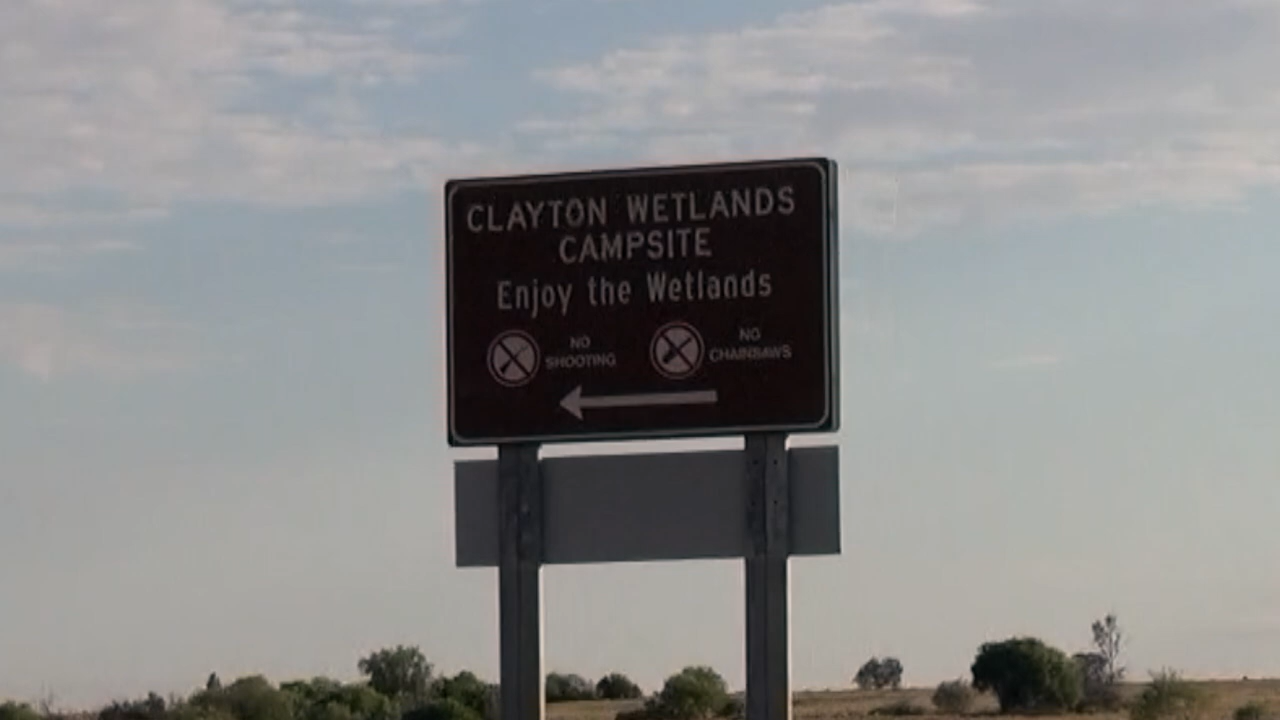 CLAYTON WETLANDS
CAMPSITE
Enjoy the Wetlands
NO
SHOOTING
NO
CHAINSAWS